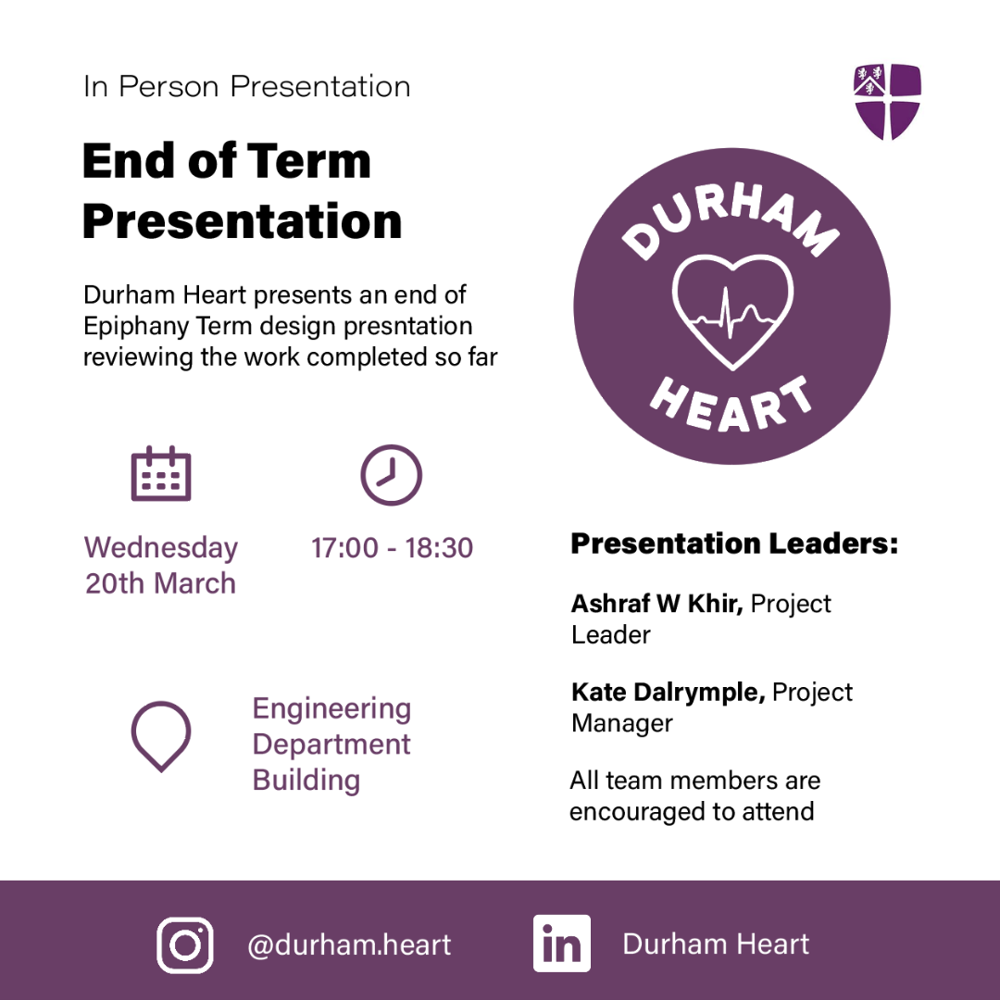 In Person Presentation
End of Term
Presentation
Durham Heart presents an end of
Epiphany Term design presntation
reviewing the work completed so far
DURHAM
HEART
Wednesday
20th March
17:00 - 18:30
Engineering
Department
Building
Presentation Leaders:
Ashraf W Khir, Project
Leader
Kate Dalrymple, Project
Manager
All team members are
encouraged to attend
@durham.heart
in
Durham Heart